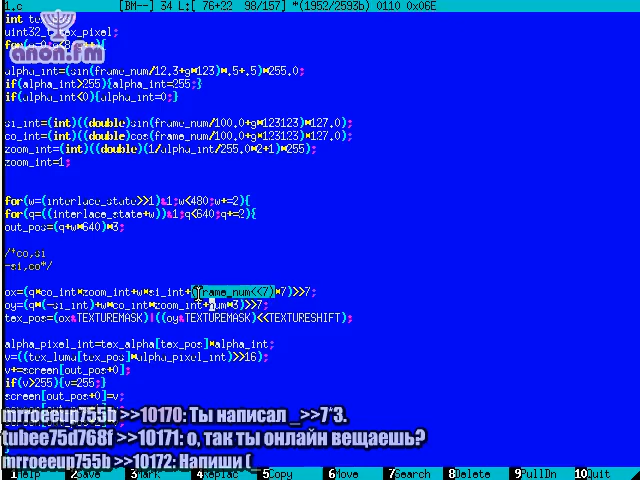 1.c [BM--] 34 L:[ 76+22 98/157] *(1952/2593b) 0110 0x06E
int te
uint32_t tex_pixel;
anon.fm
alpha_int=(sin(frame_num/12.3+g*123)*.5+.5)*255.0;
if(alpha_int>255){alpha_int=255;}
if(alpha_int<0){alpha_int=0;}
si_int=(int)((double)sin(frame_num/100.0+g*123123)*127.0);
co_int=(int)((double)cos(frame_num/100.0+g*123123)*127.0);
zoom_int=(int)((double)(1/alpha_int/255.0*2+1)*255);
zoom_int=1;
for(w=(interlace_state>>1)&1;w<480;w+=2){
for(q=((interlace_state+w))&1;q<640;q+=2){
out_pos=(q+w*640)*3;
/*co,si
-si,co*/
ox=(q*co_int*zoom_int+w*si_int+(frame_num<<7)*7)>>7;
oy=(q*(-si_int)+w*co_int*zoom_int+num*3)>>7;
tex_pos=(ox&TEXTUREMASK)|((oy&TEXTUREMASK)<<TEXTURESHIFT);
alpha_pixel_int=tex_alpha[tex_pos]*alpha_int;
v=((tex_luma[tex_pos]*alpha_pixel_int)>>16);
v+=screen[out_pos+0];
if(v>255){v=255;}
screen[out_pos+0]=v;
mrroeeup755b >>10170: Ты написал _>>7*3.
tubee75d768f >>10171: о, так ты онлайн вещаешь?
mrroeeup755b >>10172: Напиши (_
1Help 2Save 3Mark 4Replac 5Copy 6Move 7Search 8Delete 9PullDn 10Quit